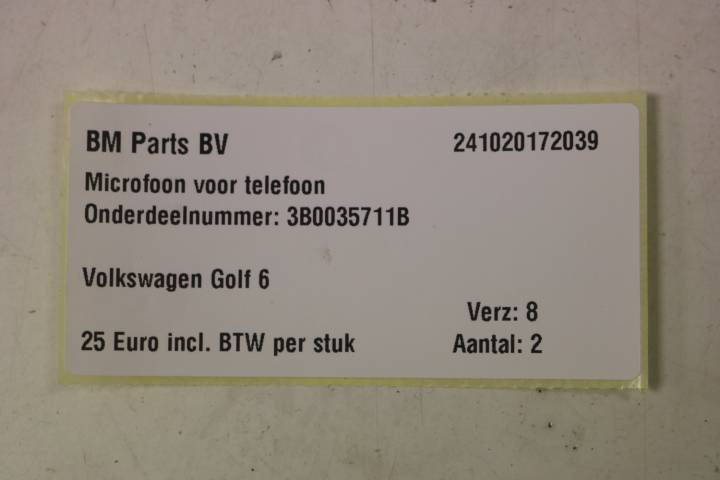 BM Parts BV 241020172039
Microfoon voor telefoon
Onderdeelnummer: 3B0035711B
Volkswagen Golf 6
Verz: 8
25 Euro incl. BTW per stuk Aantal: 2